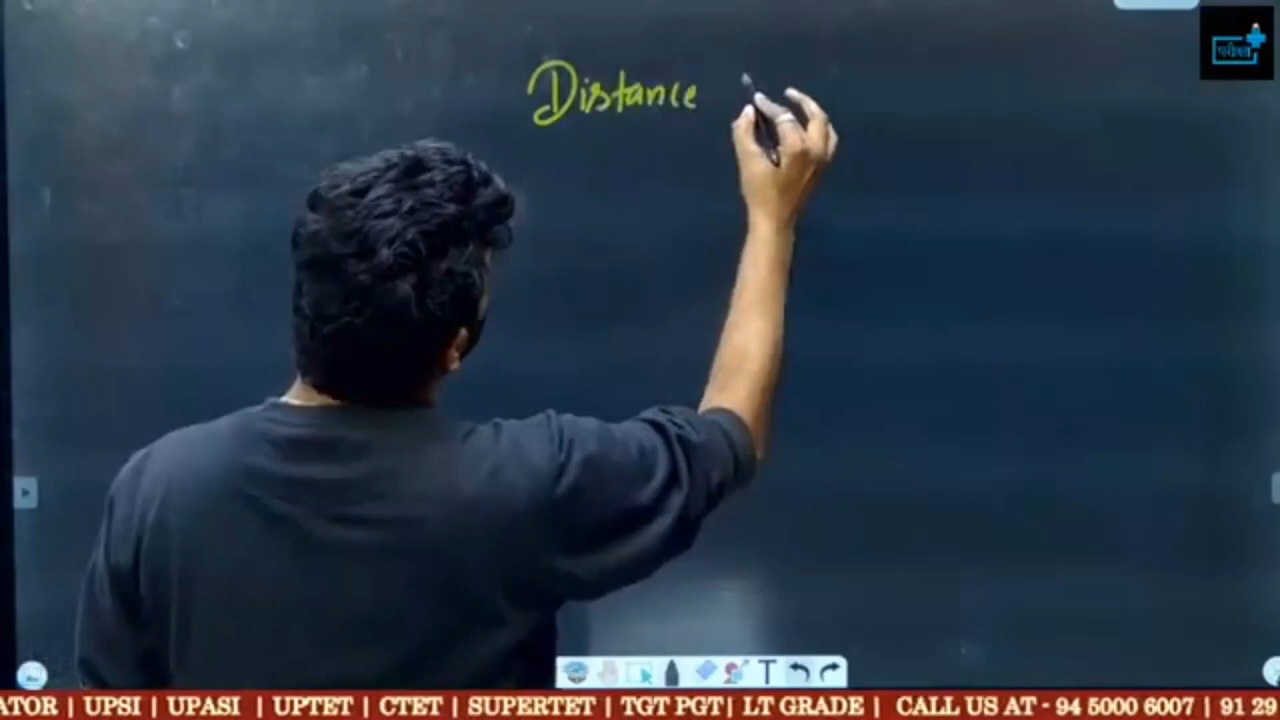 परीक्षा
Distance
T
ATOR | UPSI | UPASI | UPTET | CTET | SUPERTET | TGT PGT| LT GRADE | CALL US AT - 94 5000 6007 | 91 29